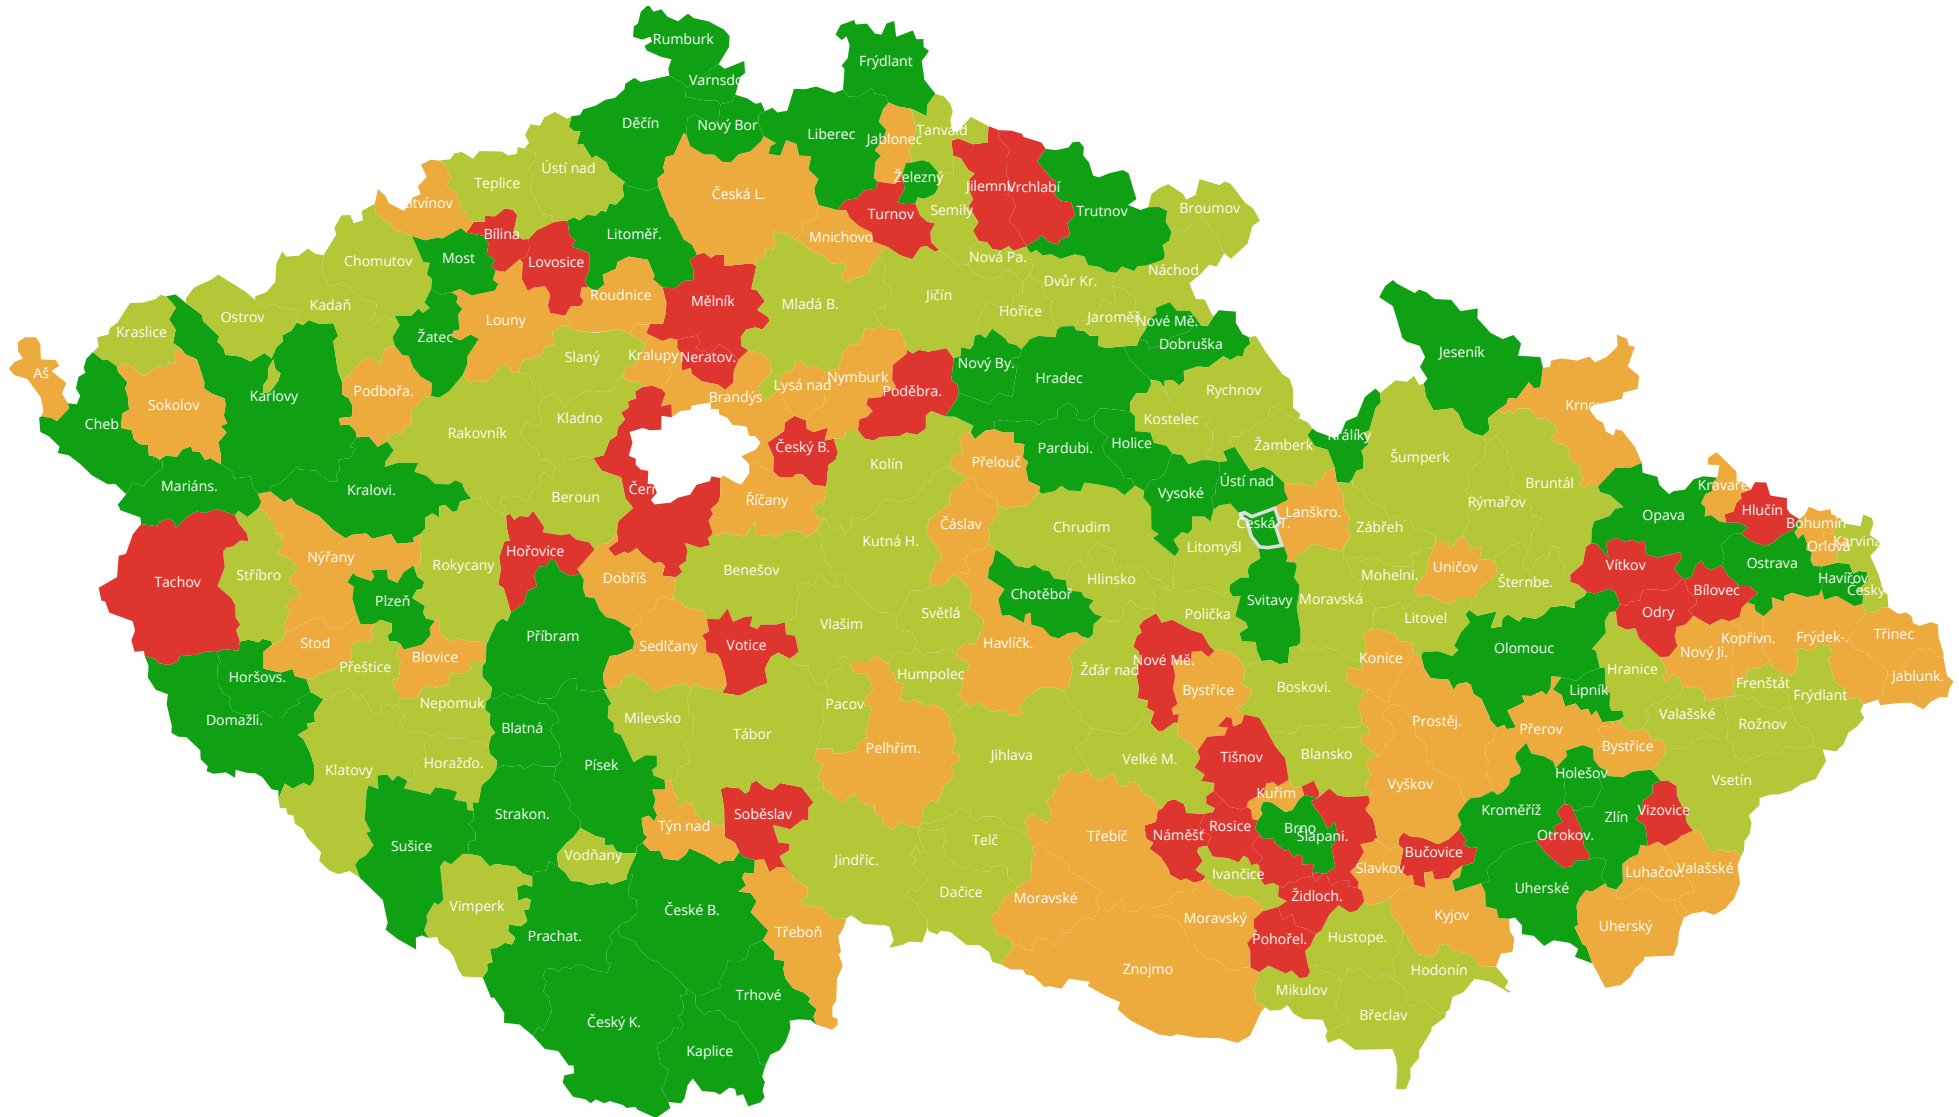 Rumburk
Frýdlant
Varnsdo
Děčín
Nový Bor
Liberec
Jablonec
Tanvald
Ústí nad
Teplice
Železný
Jilemni
Vrchlabí
Česká L.
Litvínov
Semily
Turnov
Trutnov
Broumov
Bílina
Litoměř.
Mnichovo
Most
Lovosice
Chomutov
Nová Pa.
Náchod
Dvůr Kr.
Roudnice
Mělník
Mladá B.
Jičín
Kadaň
Hořice
Ostrov
Louny
Jaroměř
Nové Mě.
Kraslice
Žatec
Dobruška
Jeseník
Slaný
Kralupy
Neratov.
Nový By.
Aš
Nymburk
Hradec
Lysá nad
Poděbra.
Podbořa.
Rychnov
Karlovy
Brandýs
Sokolov
Krnov
Kladno
Kostelec
Cheb
Rakovník
Králíky
Holice
Žamberk
Český B.
Pardubi.
Šumperk
Přelouč
Kolín
Ústí nad
Bruntál
Kravaře
Mariáns.
Kralovi.
Čern
Vysoké
Beroun
Říčany
Rýmařov
Hlučín
Lanškro.
Opava
Česká T.
Bohumín
Čáslav
Chrudim
Zábřeh
Kutná H.
Karviná
Orlová
Litomyšl
Hořovice
Nýřany
Rokycany
Vítkov
Ostrava
Uničov
Benešov
Stříbro
Mohelni.
Dobříš
Hlinsko
Havířov
Tachov
Šternbe.
Bílovec
Český
Chotěboř
Plzeň
Svitavy
Moravská
Světlá
Polička
Odry
Litovel
Vlašim
Příbram
Třinec
Kopřivn.
Frýdek-.
Stod
Havlíčk.
Sedlčany
Votice
Olomouc
Nový Ji.
Blovice
Konice
Nové Mě.
Přeštice
Žďár nad
Hranice
Humpolec
Horšovs.
Jablunk.
Frenštát
Boskovi.
Bystřice
Lipník
Frýdlant
Nepomuk
Pacov
Valašské
Milevsko
Domažli.
Prostěj.
Rožnov
Blatná
Přerov
Tábor
Pelhřim.
Bystřice
Jihlava
Blansko
Tišnov
Velké M.
Horažďo.
Písek
Klatovy
Holešov
Vsetín
Vyškov
Kuřim
Kroměříž
Vizovice
Strakon.
Soběslav
Zlín
Týn nad
Rosice
Brno
Náměšť
Třebíč
Šlapani.
Otrokov.
Telč
Sušice
Bučovice
Vodňany
Jindřic.
Slavkov
Valašské
Luhačov.
Ivančice
Uherské
Dačice
Židloch.
Moravské
Vimperk
České B.
Kyjov
Moravský
Uherský
Třeboň
Prachat.
Hustope.
Pohořel.
Znojmo
Hodonín
Mikulov
Trhové
Břeclav
Český K.
Kaplice